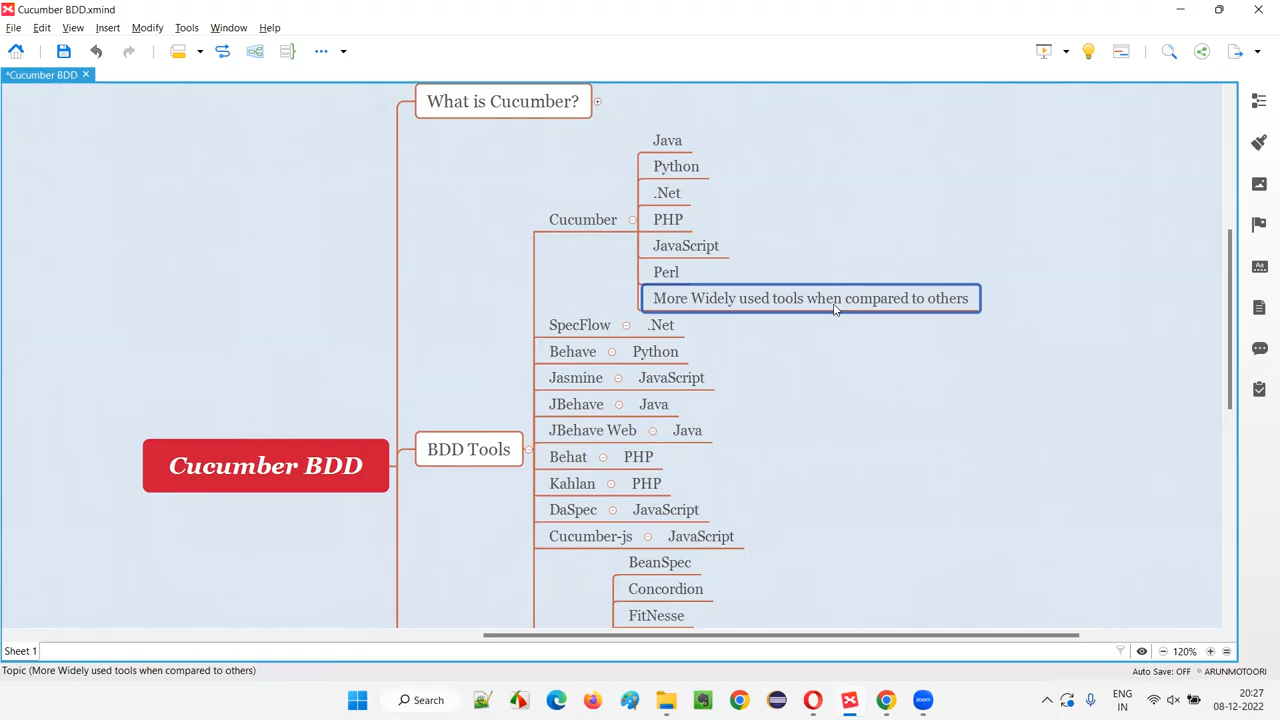 Cucumber BDD.xmind
File Edit View Insert Modify Tools Window Help
*Cucumber BDD
What is Cucumber?
Java
Python
.Net
Cucumber PHP
JavaScript
Perl
More Widely used tools when compared to others
SpecFlow .Net
Behave Python
Jasmine JavaScript
JBehave Java
JBehave Web Java
BDD Tools
Behat PHP
Cucumber BDD
Kahlan PHP
DaSpec JavaScript
Cucumber-js JavaScript
BeanSpec
Concordion
FitNesse
Sheet 1
120%
Topic (More Widely used tools when compared to others)
Auto Save: OFF ARUNMOTOORI
Search
zoom
ENG
IN
20:27
08-12-2022